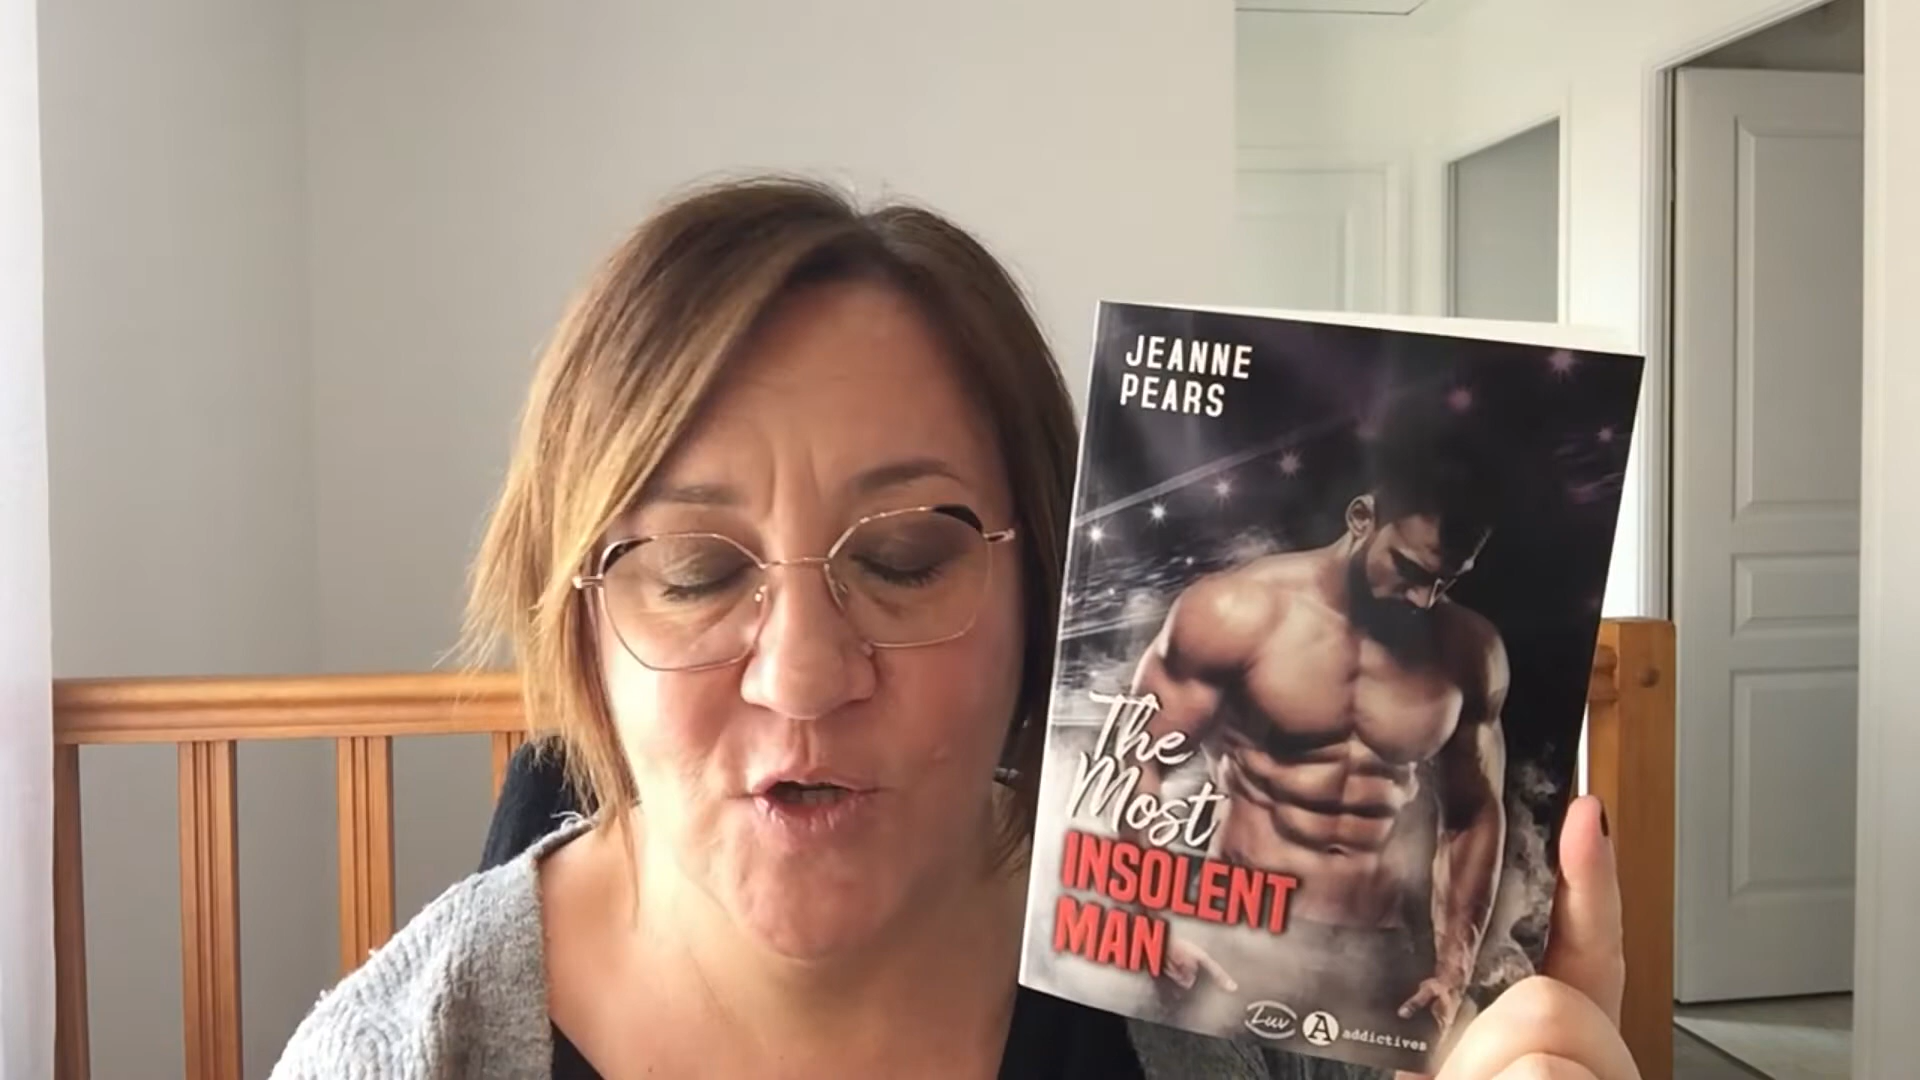 JEANNE
PEARS
The
Most
INSOLENT
MAN
Luv A addictives